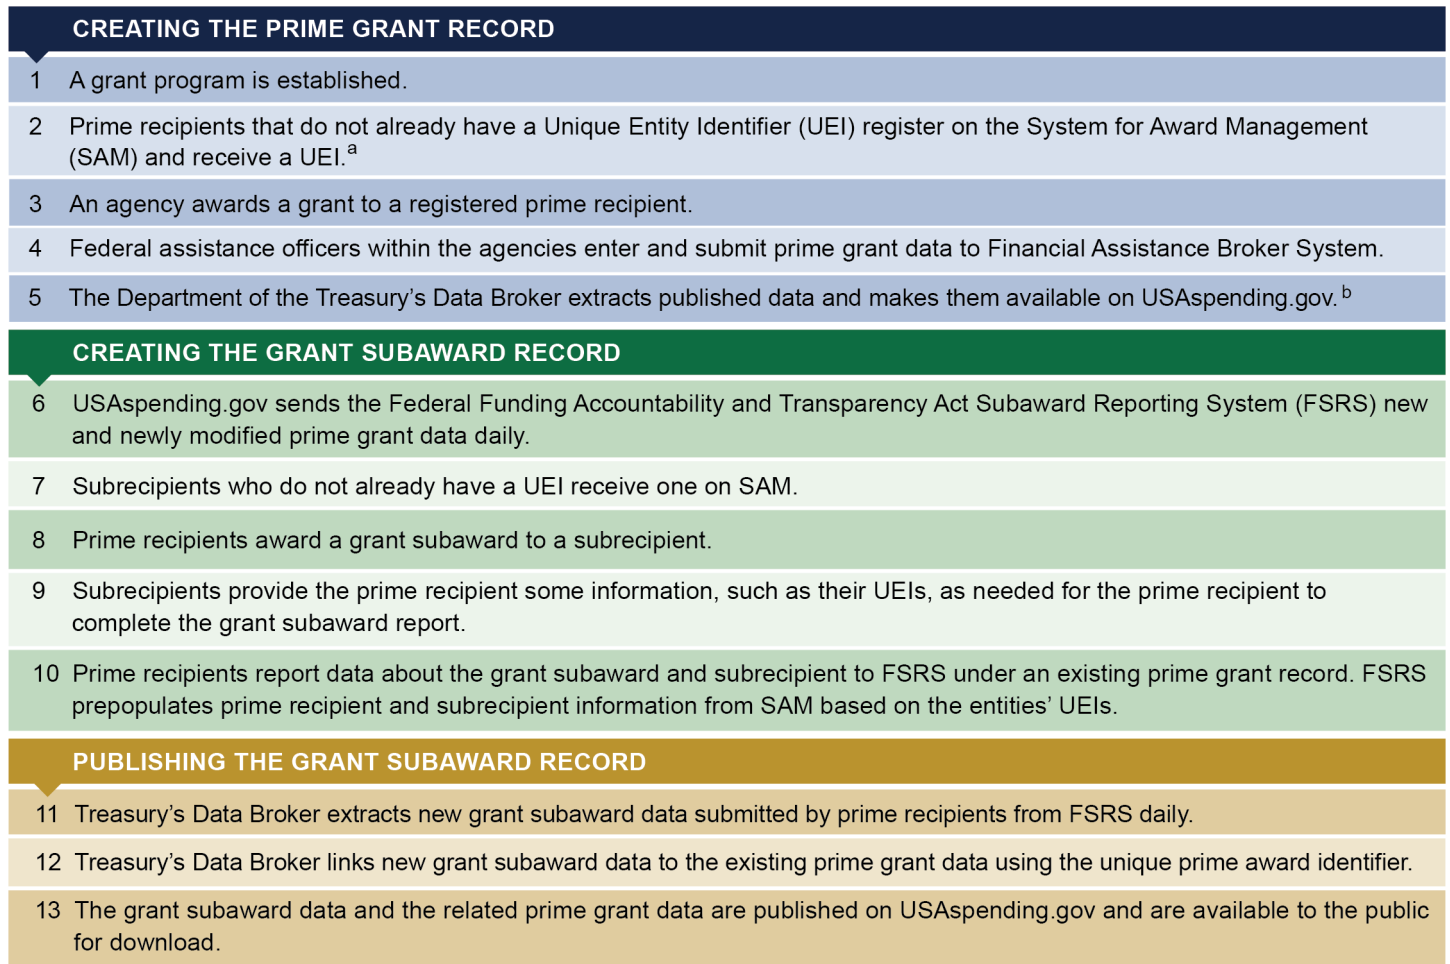 CREATING THE PRIME GRANT RECORD
1 A grant program is established.
2 Prime recipients that do not already have a Unique Entity Identifier (UEI) register on the System for Award Management
(SAM) and receive a UEI.a
3 An agency awards a grant to a registered prime recipient.
4 Federal assistance officers within the agencies enter and submit prime grant data to Financial Assistance Broker System.
5 The Department of the Treasury’s Data Broker extracts published data and makes them available on USAspending.gov. b
CREATING THE GRANT SUBAWARD RECORD
6 USAspending.gov sends the Federal Funding Accountability and Transparency Act Subaward Reporting System (FSRS) new
and newly modified prime grant data daily.
7 Subrecipients who do not already have a UEI receive one on SAM.
8 Prime recipients award a grant subaward to a subrecipient.
9 Subrecipients provide the prime recipient some information, such as their UEIs, as needed for the prime recipient to
complete the grant subaward report.
10 Prime recipients report data about the grant subaward and subrecipient to FSRS under an existing prime grant record. FSRS
prepopulates prime recipient and subrecipient information from SAM based on the entities’ UEIs.
PUBLISHING THE GRANT SUBAWARD RECORD
11 Treasury’s Data Broker extracts new grant subaward data submitted by prime recipients from FSRS daily.
12 Treasury’s Data Broker links new grant subaward data to the existing prime grant data using the unique prime award identifier.
13 The grant subaward data and the related prime grant data are published on USAspending.gov and are available to the public
for download.